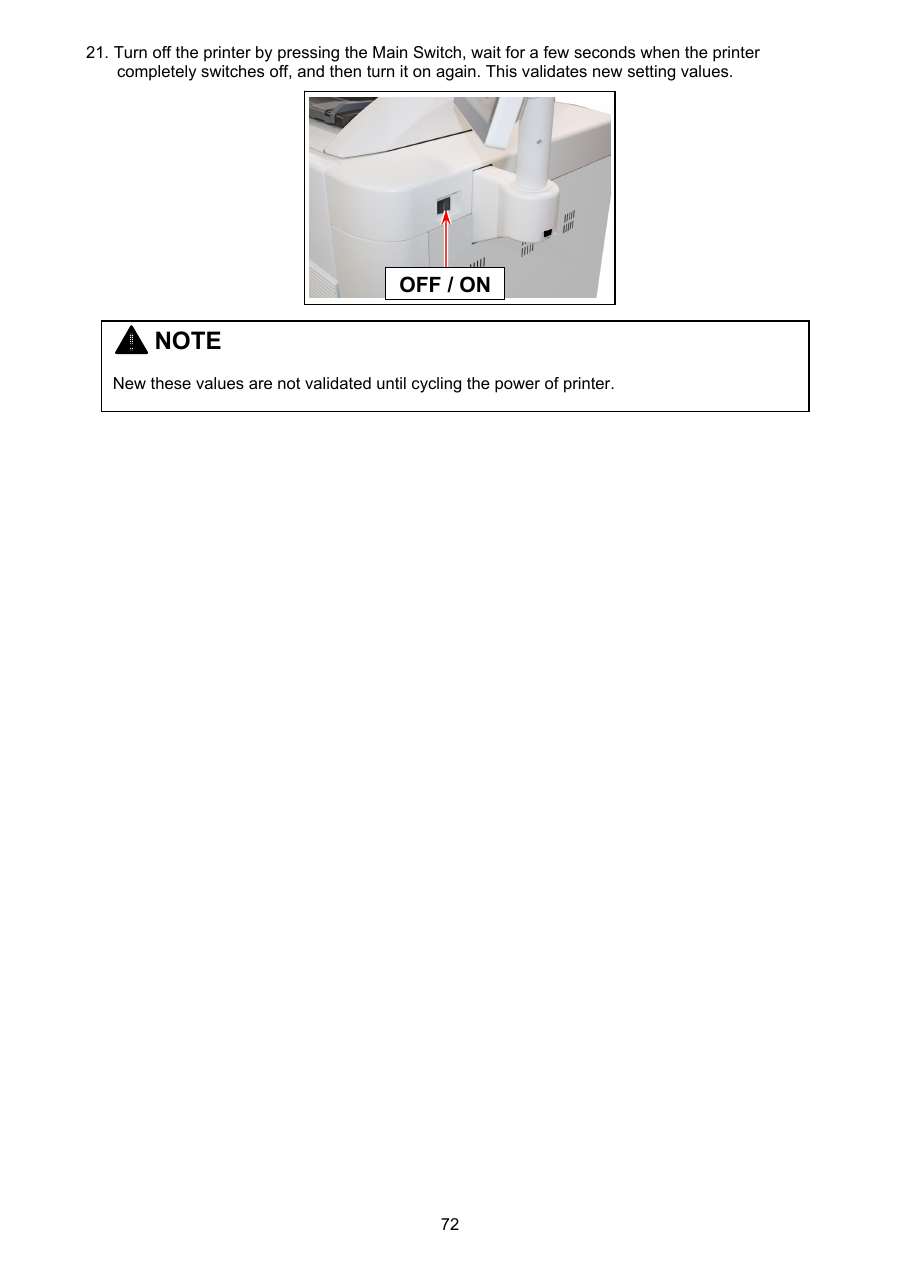 21. Turn off the printer by pressing the Main Switch, wait for a few seconds when the printer
completely switches off, and then turn it on again. This validates new setting values.
OFF / ON
NOTE
New these values are not validated until cycling the power of printer.
72